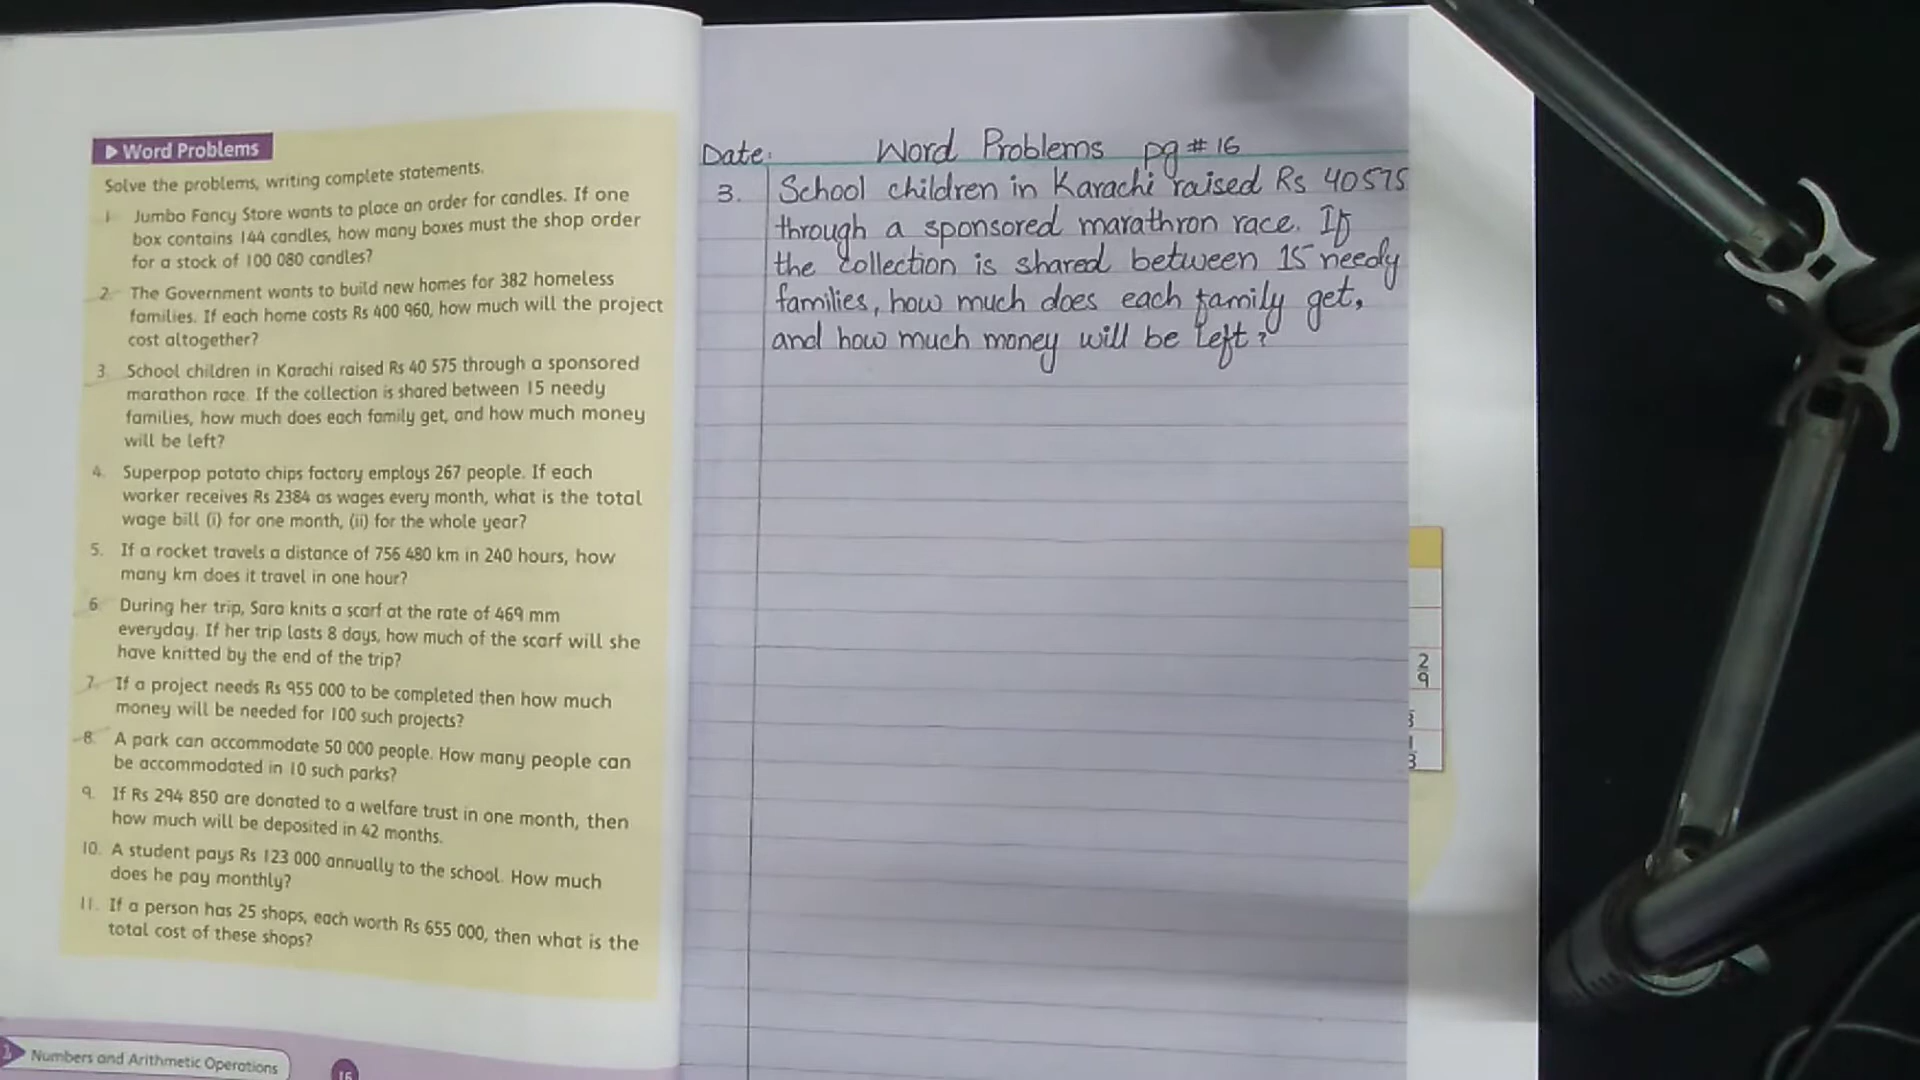 Word Problems
Solve the problems, writing complete statements.
1. Jumbo Fancy Store wants to place an order for candles. If one
box contains 144 candles, how many boxes must the shop order
for a stock of 100 080 candles?
2. The Government wants to build new homes for 382 homeless
families. If each home costs Rs 400 960, how much will the project
cost altogether?
3. School children in Karachi raised Rs 40 575 through a sponsored
marathon race. If the collection is shared between 15 needy
families, how much does each family get, and how much money
will be left?
4. Superpop potato chips factory employs 267 people. If each
worker receives Rs 2384 as wages every month, what is the total
wage bill (i) for one month, (ii) for the whole year?
5. If a rocket travels a distance of 756 480 km in 240 hours, how
many km does it travel in one hour?
6. During her trip, Sara knits a scarf at the rate of 469 mm
everyday. If her trip lasts 8 days, how much of the scarf will she
have knitted by the end of the trip?
7. If a project needs Rs 955 000 to be completed then how much
money will be needed for 100 such projects?
8. A park can accommodate 50 000 people. How many people can
be accommodated in 10 such parks?
9. If Rs 294 850 are donated to a welfare trust in one month, then
how much will be deposited in 42 months.
10. A student pays Rs 123 000 annually to the school. How much
does he pay monthly?
11. If a person has 25 shops, each worth Rs 655 000, then what is the
total cost of these shops?
1 Numbers and Arithmetic Operations 16
Date: Word Problems pg # 16
3. School children in Karachi raised Rs 40575
through a sponsored marathron race. If
the collection is shared between 15 needy
families, how much does each family get,
and how much money will be left?
2
9
1
3